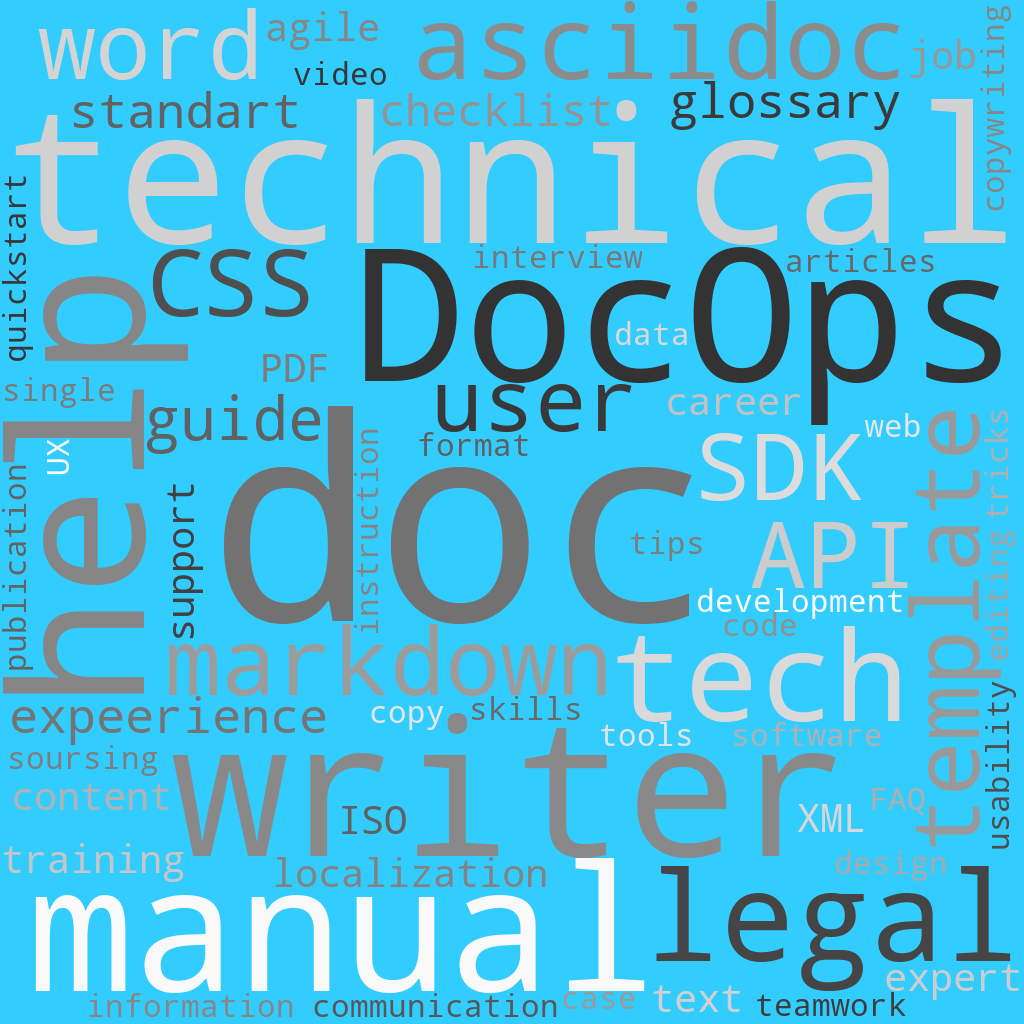 word
agile
asciidoc
job
copywriting
video
standart
checklist
glossary
technical
quickstart
help
CSS
interview
DocOps
articles
data
PDF
single
guide
user
career
format
web
UX
doc
SDK
template
tricks
publication
support
instruction
tips
API
editing
development
code
markdown
tech
expeerience
copy
skills
tools
software
usability
soursing
writer
content
ISO
XML
FAQ
training
localization
design
manual
legal
expert
information
communication
case
text
teamwork